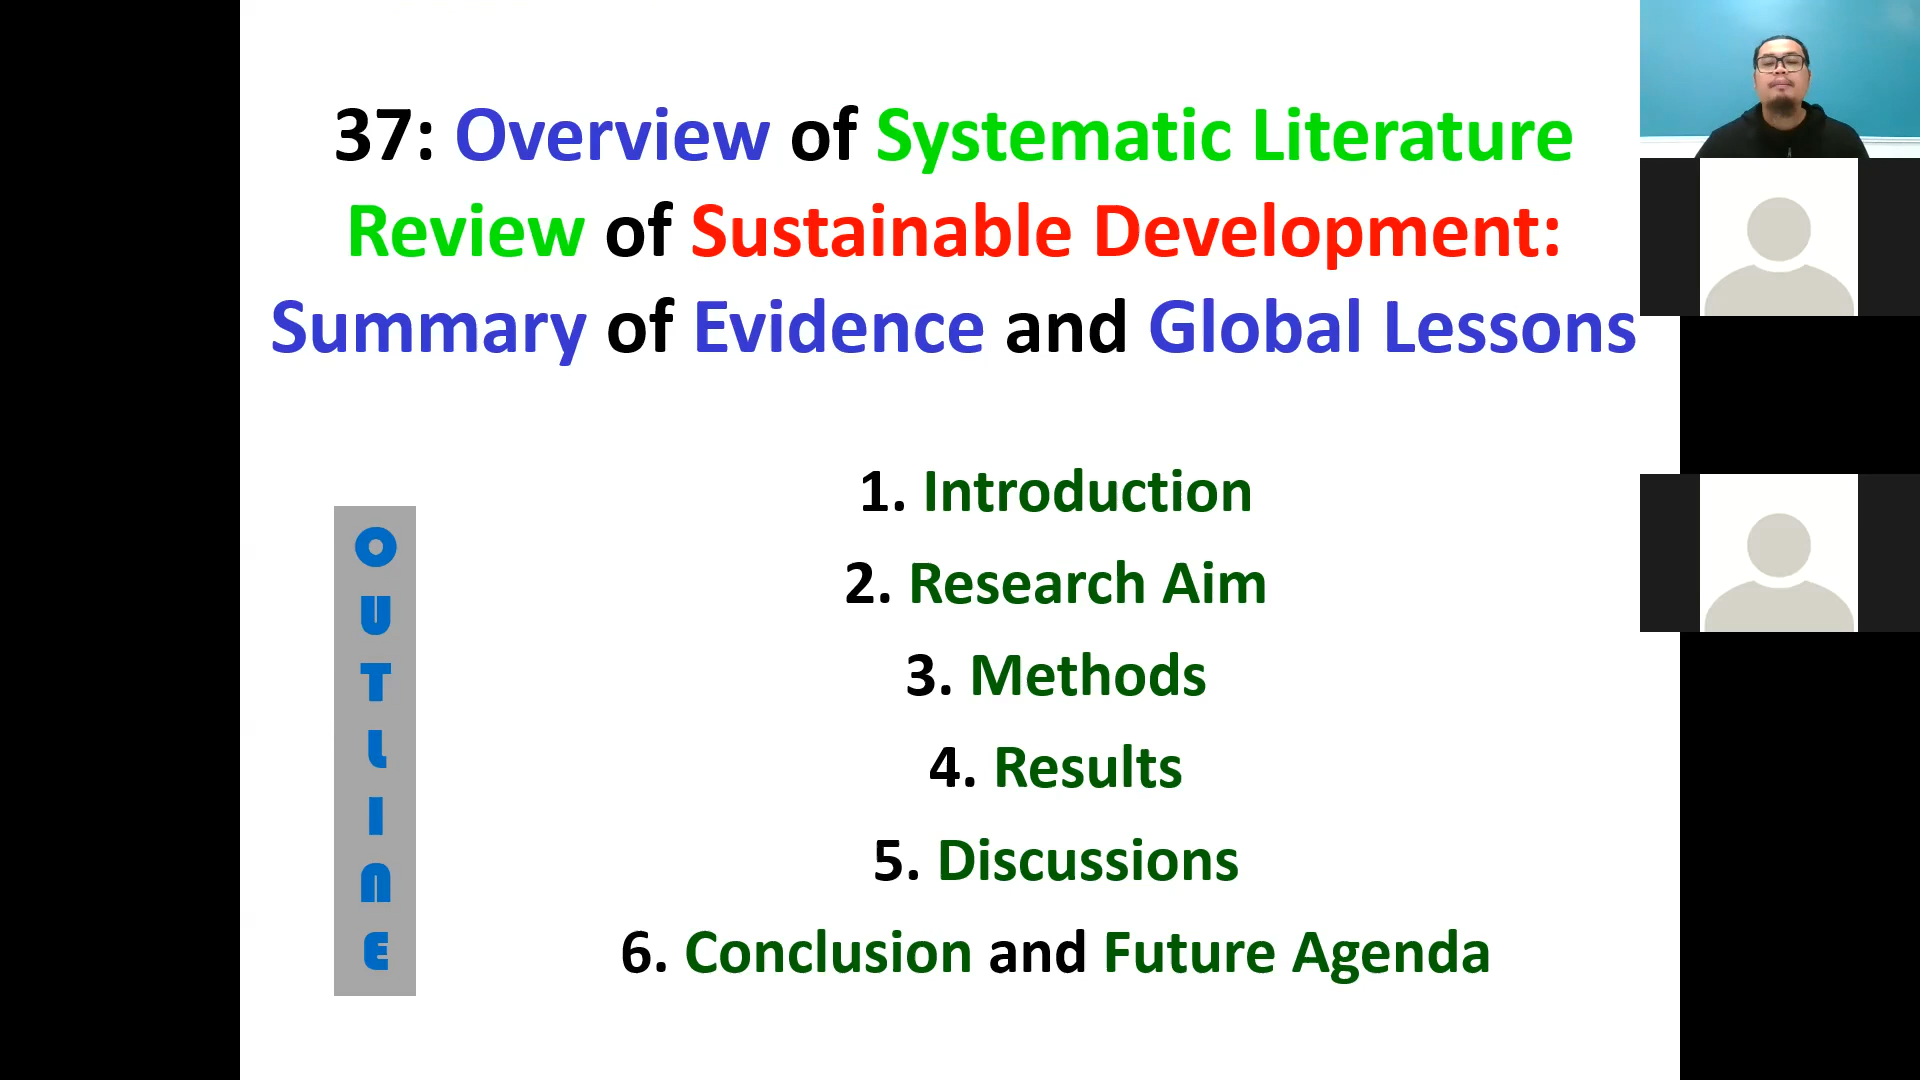 37: Overview of Systematic Literature
Review of Sustainable Development:
Summary of Evidence and Global Lessons
OUTLINE
1. Introduction
2. Research Aim
3. Methods
4. Results
5. Discussions
6. Conclusion and Future Agenda